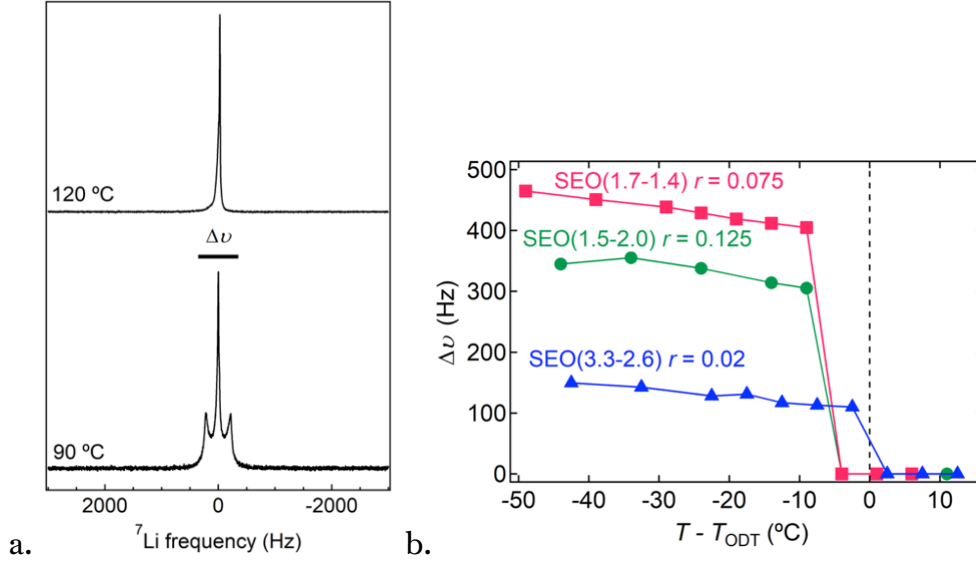 120 ºC
Δυ
90 ºC
2000 0 -2000
⁷Li frequency (Hz)
a.
500
400
300
200
100
0
Δυ (Hz)
SEO(1.7-1.4) r = 0.075
SEO(1.5-2.0) r = 0.125
SEO(3.3-2.6) r = 0.02
-50 -40 -30 -20 -10 0 10
T - TODT (ºC)
b.